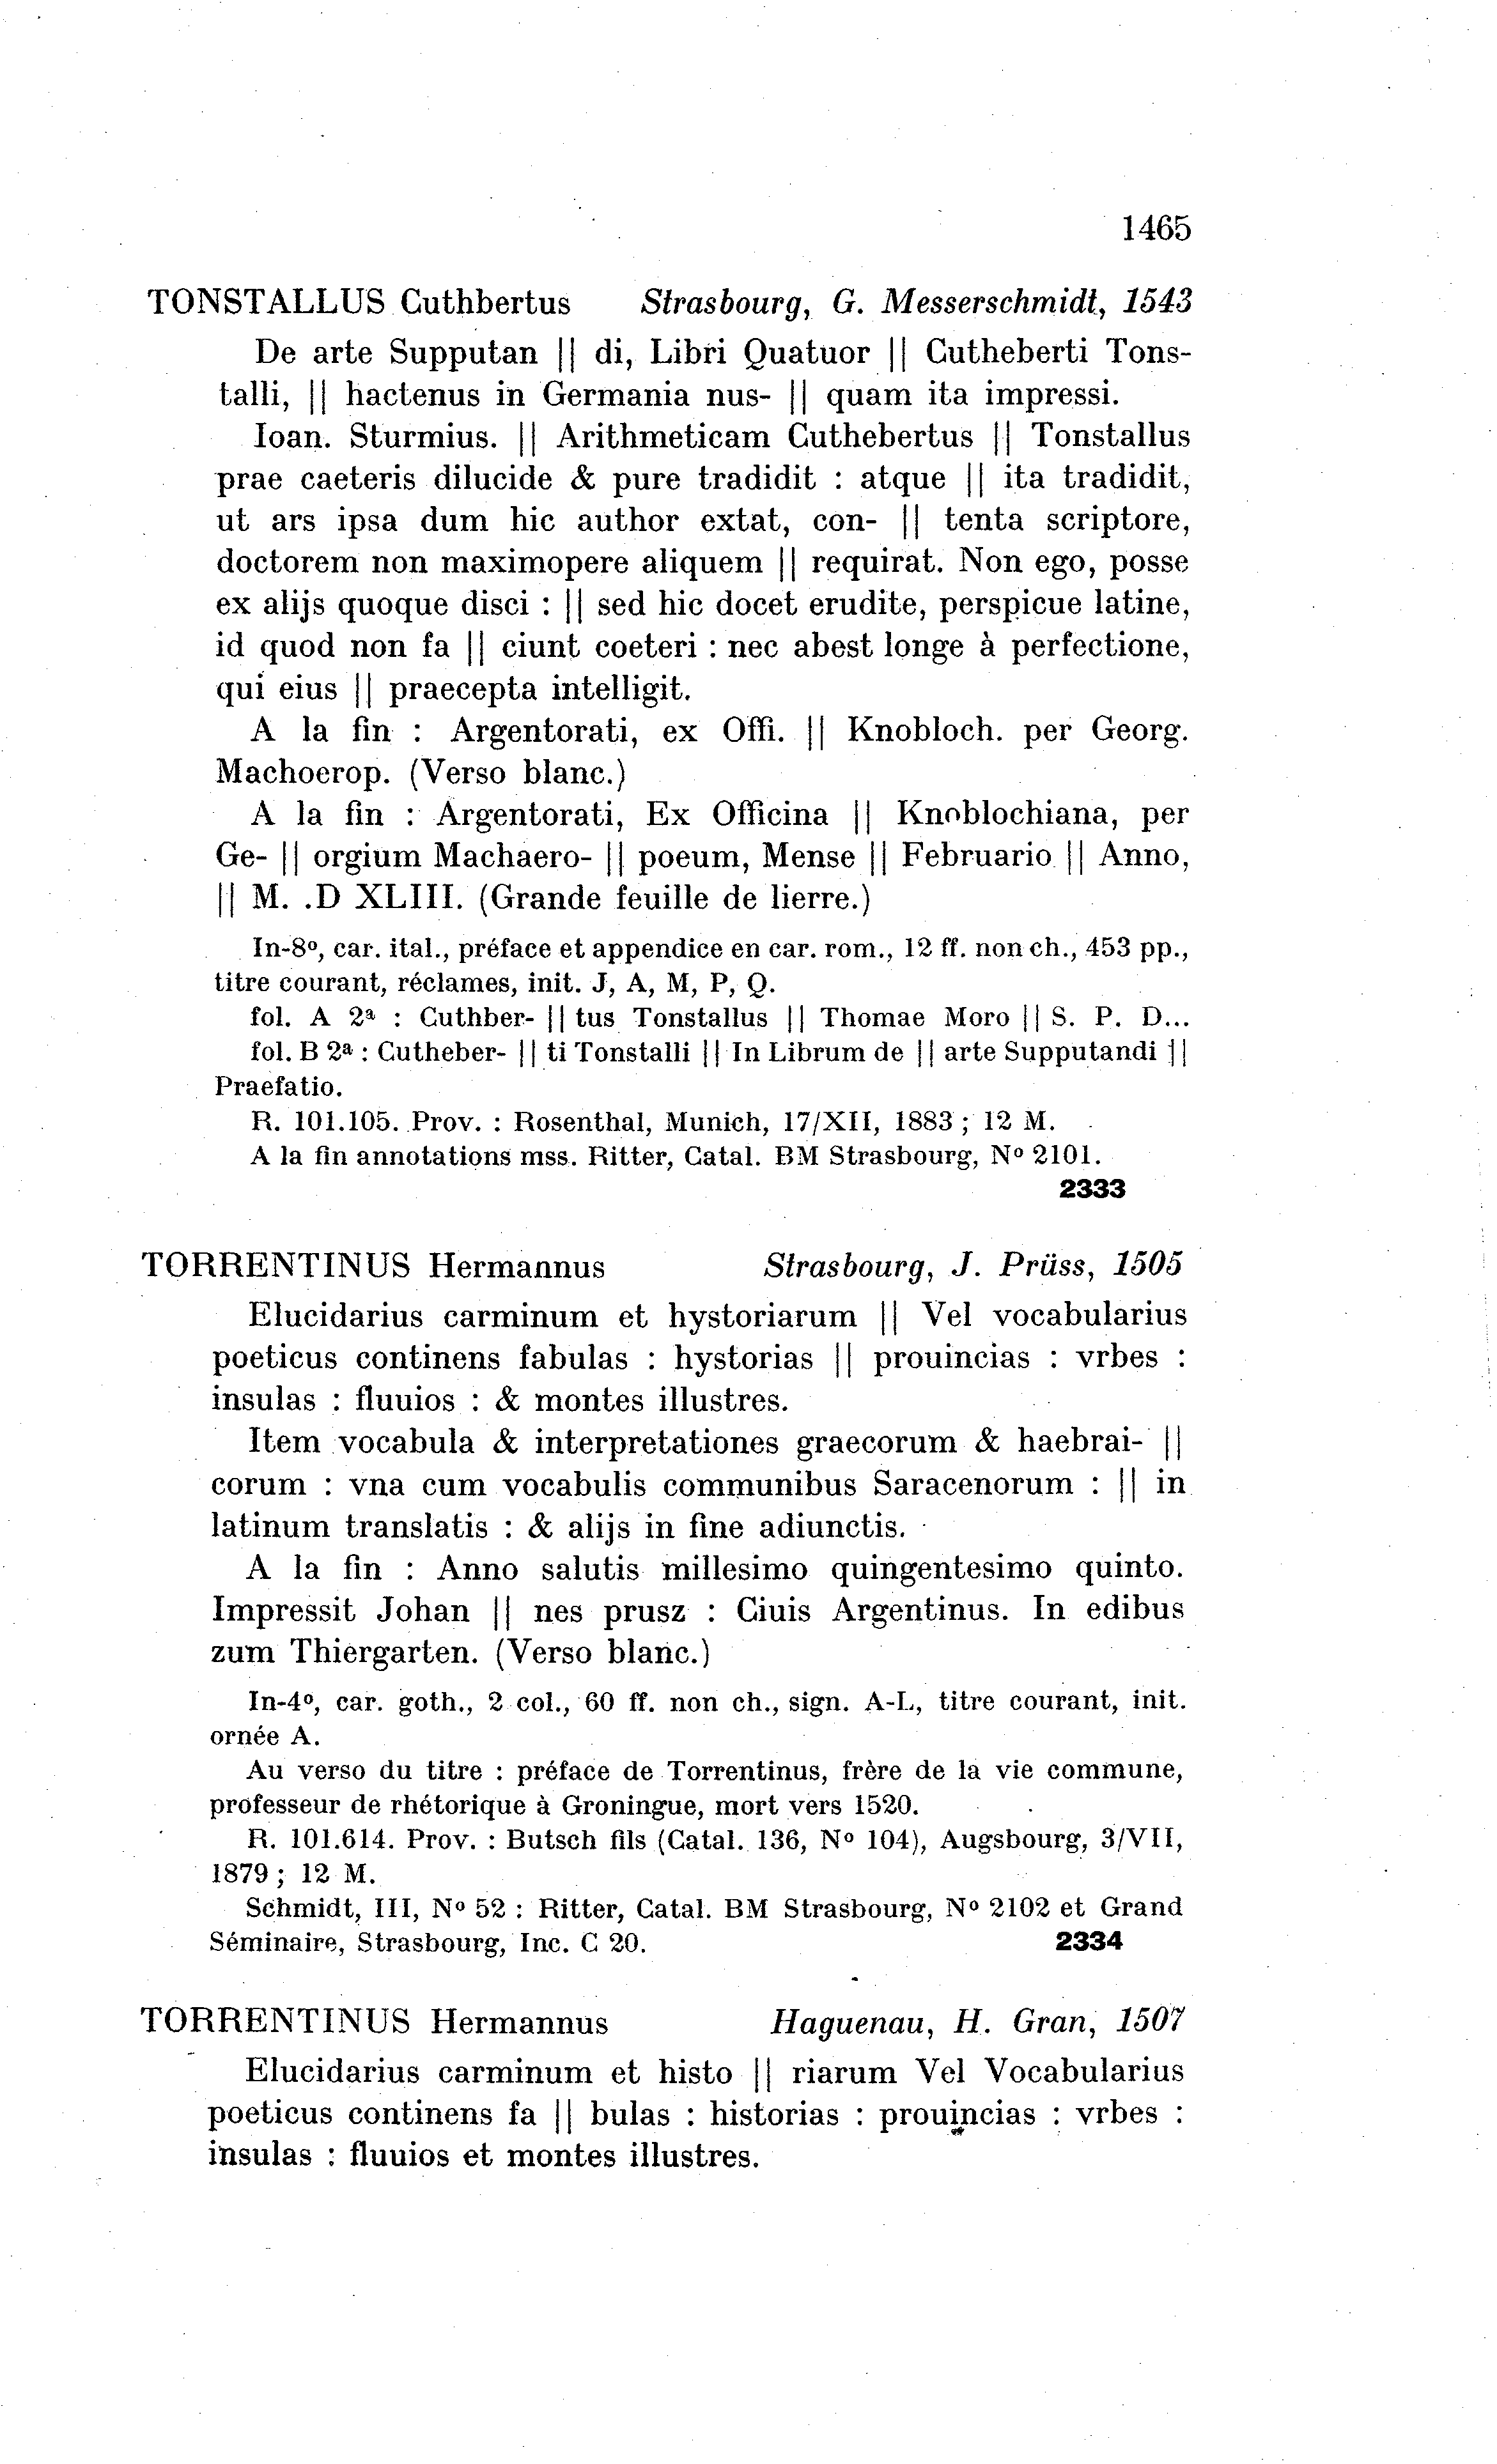 1465
TONSTALLUS Cuthbertus Strasbourg, G. Messerschmidt, 1543
De arte Supputan || di, Libri Quatuor || Cutheberti Tons-
talli, || hactenus in Germania nus- || quam ita impressi.
Ioan. Sturmius. || Arithmeticam Cuthebertus || Tonstallus
prae caeteris dilucide & pure tradidit : atque || ita tradidit,
ut ars ipsa dum hic author extat, con- || tenta scriptore,
doctorem non maximopere aliquem || requirat. Non ego, posse
ex alijs quoque disci : || sed hic docet erudite, perspicue latine,
id quod non fa || ciunt coeteri : nec abest longe à perfectione,
qui eius || praecepta intelligit.
A la fin : Argentorati, ex Offi. || Knobloch. per Georg.
Machoerop. (Verso blanc.)
A la fin : Argentorati, Ex Officina || Knoblochiana, per
Ge- || orgium Machaero- || poeum, Mense || Februario || Anno,
|| M. .D XLIII. (Grande feuille de lierre.)
In-8º, car. ital., préface et appendice en car. rom., 12 ff. non ch., 453 pp.,
titre courant, réclames, init. J, A, M, P, Q.
fol. A 2ª : Cuthber- || tus Tonstallus || Thomae Moro || S. P. D...
fol. B 2ª : Cutheber- || ti Tonstalli || In Librum de || arte Supputandi ||
Praefatio.
R. 101.105. Prov. : Rosenthal, Munich, 17/XII, 1883 ; 12 M.
A la fin annotations mss. Ritter, Catal. BM Strasbourg, Nº 2101.
2333
TORRENTINUS Hermannus Strasbourg, J. Prüss, 1505
Elucidarius carminum et hystoriarum || Vel vocabularius
poeticus continens fabulas : hystorias || prouincias : vrbes :
insulas : fluuios : & montes illustres.
Item vocabula & interpretationes graecorum & haebrai- ||
corum : vna cum vocabulis communibus Saracenorum : || in
latinum translatis : & alijs in fine adiunctis.
A la fin : Anno salutis millesimo quingentesimo quinto.
Impressit Johan || nes prusz : Ciuis Argentinus. In edibus
zum Thiergarten. (Verso blanc.)
In-4º, car. goth., 2 col., 60 ff. non ch., sign. A-L, titre courant, init.
ornée A.
Au verso du titre : préface de Torrentinus, frère de la vie commune,
professeur de rhétorique à Groningue, mort vers 1520.
R. 101.614. Prov. : Butsch fils (Catal. 136, Nº 104), Augsbourg, 3/VII,
1879 ; 12 M.
Schmidt, III, Nº 52 : Ritter, Catal. BM Strasbourg, Nº 2102 et Grand
Séminaire, Strasbourg, Inc. C 20. 2334
TORRENTINUS Hermannus Haguenau, H. Gran, 1507
Elucidarius carminum et histo || riarum Vel Vocabularius
poeticus continens fa || bulas : historias : prouincias : vrbes :
insulas : fluuios et montes illustres.